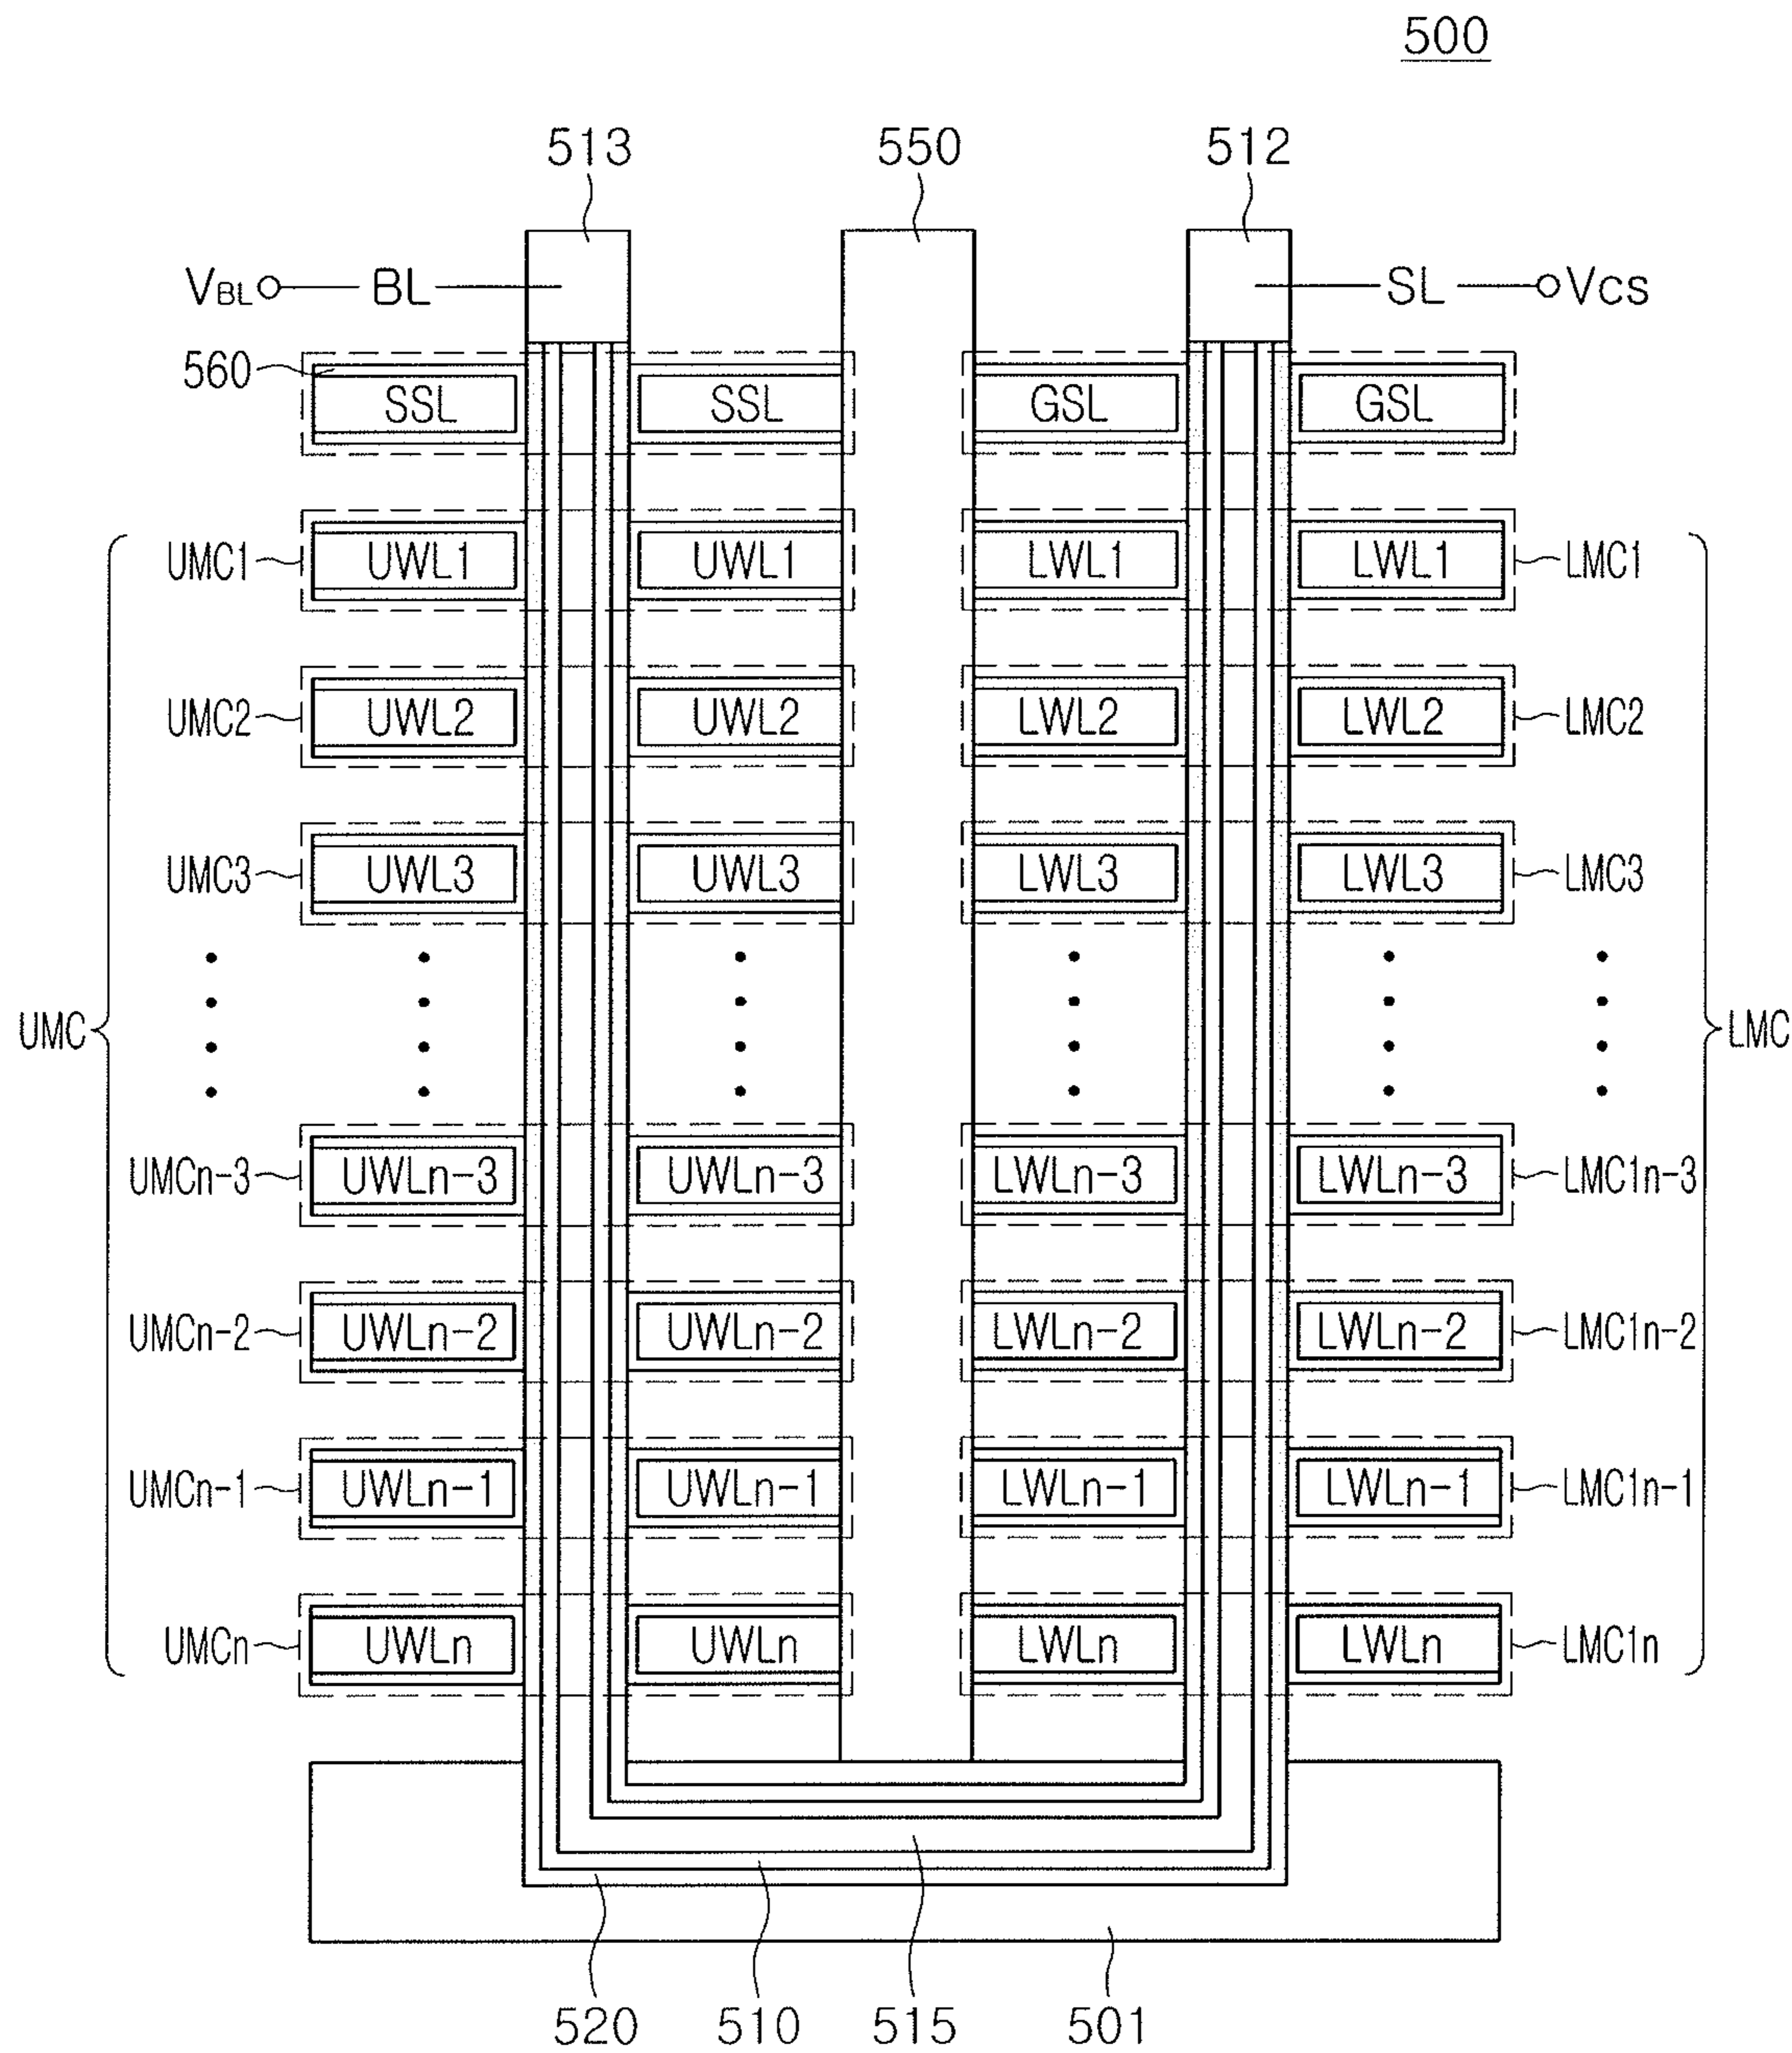 500
513 550 512
VBL BL SL VCS
560 SSL SSL GSL GSL
UMC1 UWL1 UWL1 LWL1 LWL1 LMC1
UMC2 UWL2 UWL2 LWL2 LWL2 LMC2
UMC3 UWL3 UWL3 LWL3 LWL3 LMC3
UMC LMC
UMCn-3 UWLn-3 UWLn-3 LWLn-3 LWLn-3 LMC1n-3
UMCn-2 UWLn-2 UWLn-2 LWLn-2 LWLn-2 LMC1n-2
UMCn-1 UWLn-1 UWLn-1 LWLn-1 LWLn-1 LMC1n-1
UMCn UWLn UWLn LWLn LWLn LMC1n
520 510 515 501